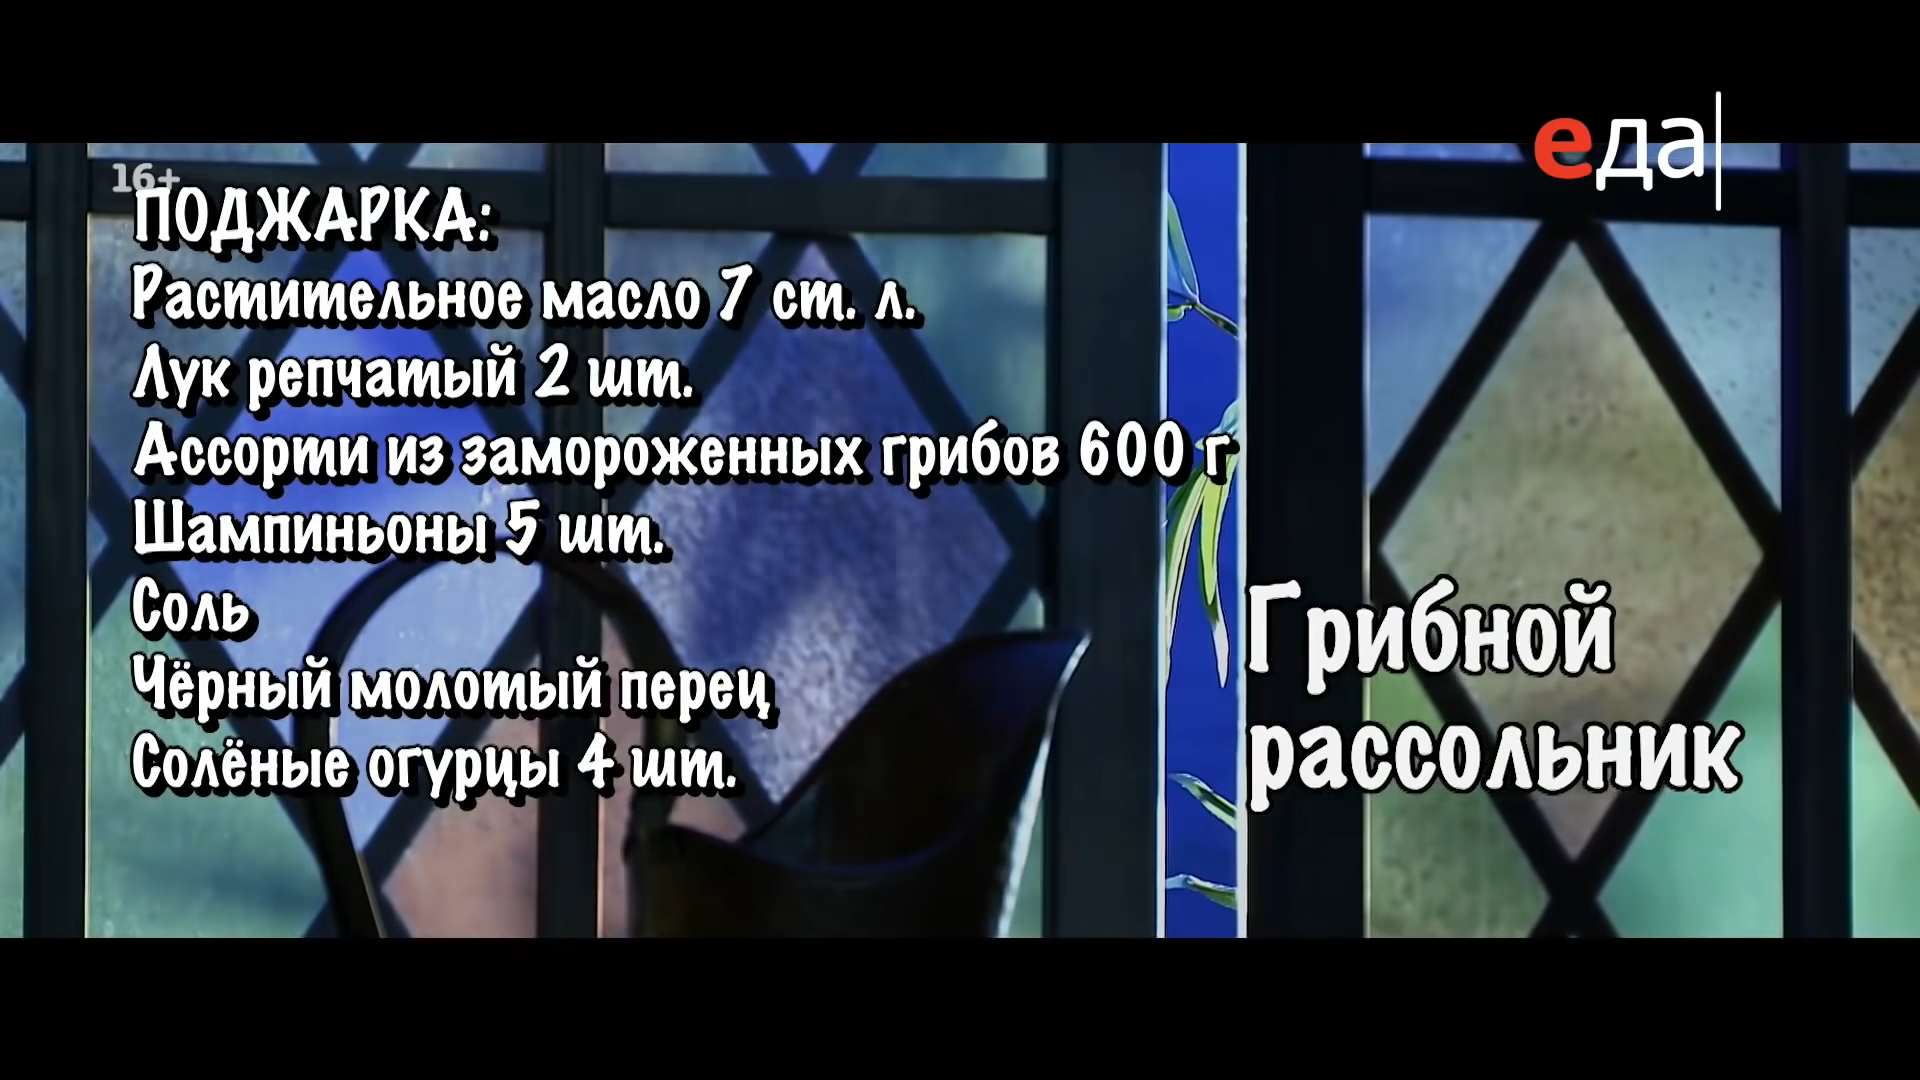 еда
16+
ПОДЖАРКА:
Растительное масло 7 ст. л.
Лук репчатый 2 шт.
Ассорти из замороженных грибов 600 г
Шампиньоны 5 шт.
Соль
Чёрный молотый перец
Солёные огурцы 4 шт.
Грибной
рассольник